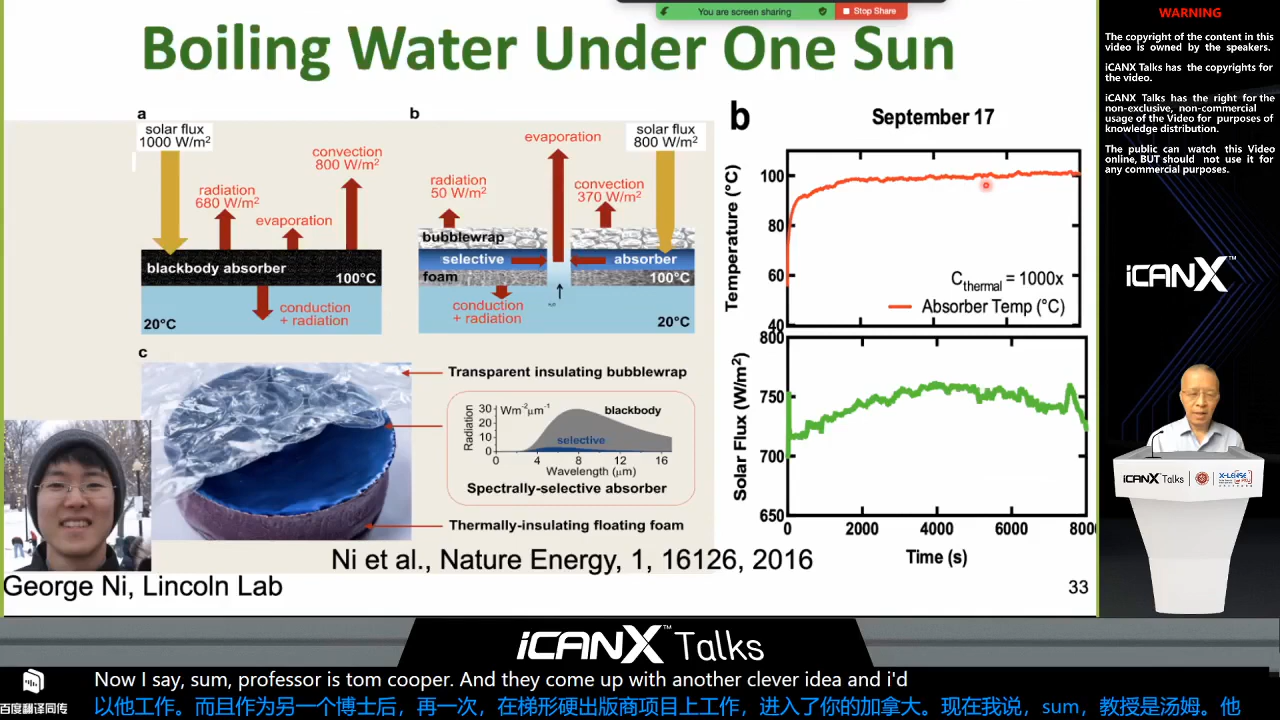 You are screen sharing
Stop Share
Boiling Water Under One Sun
a
solar flux
1000 W/m²
radiation
680 W/m²
evaporation
convection
800 W/m²
blackbody absorber
100°C
conduction
+ radiation
20°C
b
evaporation
solar flux
800 W/m²
radiation
50 W/m²
convection
370 W/m²
bubblewrap
selective
absorber
foam
100°C
conduction
+ radiation
20°C
c
Transparent insulating bubblewrap
Radiation
30
20
10
0
Wm⁻²μm⁻¹
blackbody
selective
0 4 8 12 16
Wavelength (μm)
Spectrally-selective absorber
Thermally-insulating floating foam
b
September 17
Temperature (°C)
100
80
60
40
C thermal = 1000x
Absorber Temp (°C)
Solar Flux (W/m²)
800
750
700
650
0 2000 4000 6000 8000
Time (s)
Ni et al., Nature Energy, 1, 16126, 2016
George Ni, Lincoln Lab
33
WARNING
The copyright of the content in this
video is owned by the speakers.
iCANX Talks has the copyrights for
the video.
iCANX Talks has the right for the
non-exclusive, non-commercial
usage of the Video for purposes of
knowledge distribution.
The public can watch this Video
online, BUT should not use it for
any commercial purposes.
iCANX™
iCANX Talks
X-LENSE
iCANX™ Talks
Now I say, sum, professor is tom cooper. And they come up with another clever idea and i'd
百度翻译同传
以他工作。而且作为另一个博士后，再一次，在梯形硬出版商项目上工作，进入了你的加拿大。现在我说，sum，教授是汤姆。他